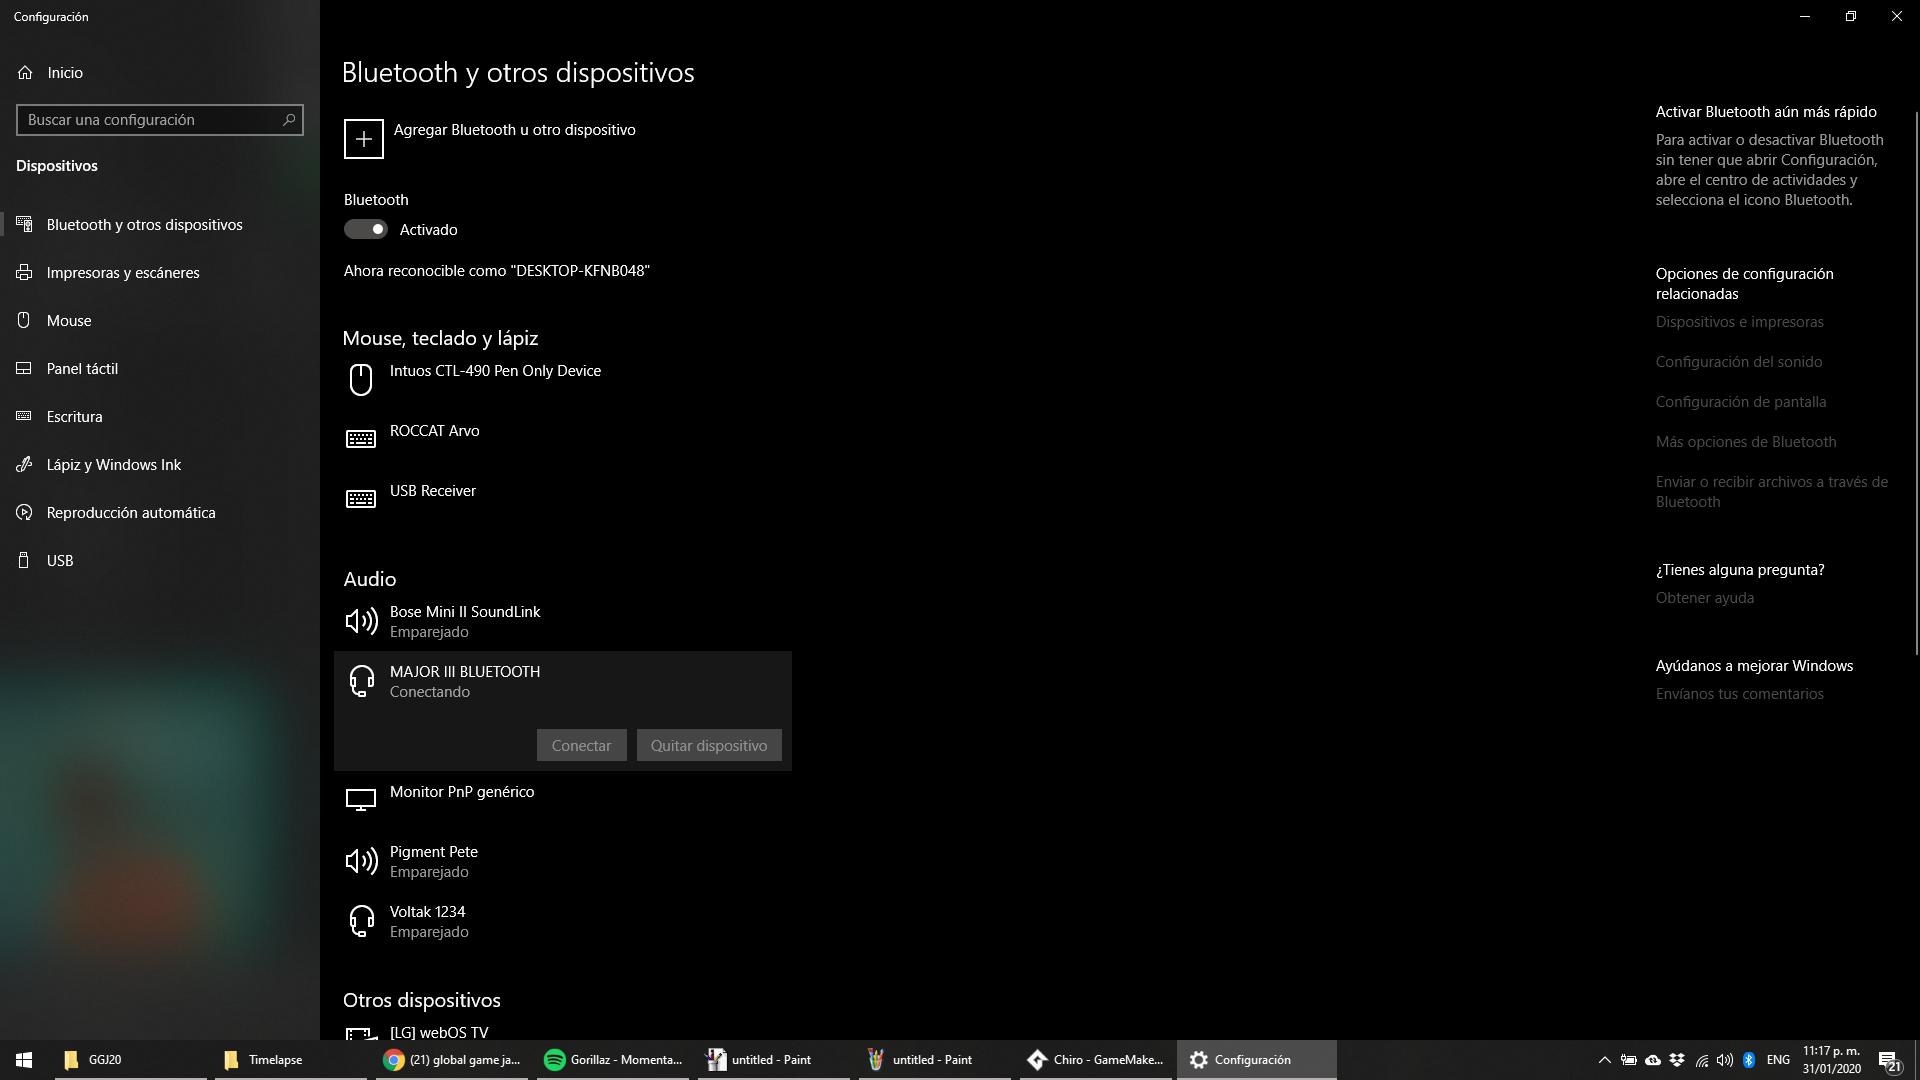 Configuración
Inicio
Buscar una configuración
Dispositivos
Bluetooth y otros dispositivos
Impresoras y escáneres
Mouse
Panel táctil
Escritura
Lápiz y Windows Ink
Reproducción automática
USB
Bluetooth y otros dispositivos
Agregar Bluetooth u otro dispositivo
Bluetooth
Activado
Ahora reconocible como "DESKTOP-KFNB048"
Mouse, teclado y lápiz
Intuos CTL-490 Pen Only Device
ROCCAT Arvo
USB Receiver
Audio
Bose Mini II SoundLink
Emparejado
MAJOR III BLUETOOTH
Conectando
Conectar Quitar dispositivo
Monitor PnP genérico
Pigment Pete
Emparejado
Voltak 1234
Emparejado
Otros dispositivos
[LG] webOS TV
Activar Bluetooth aún más rápido
Para activar o desactivar Bluetooth
sin tener que abrir Configuración,
abre el centro de actividades y
selecciona el icono Bluetooth.
Opciones de configuración
relacionadas
Dispositivos e impresoras
Configuración del sonido
Configuración de pantalla
Más opciones de Bluetooth
Enviar o recibir archivos a través de
Bluetooth
¿Tienes alguna pregunta?
Obtener ayuda
Ayúdanos a mejorar Windows
Envíanos tus comentarios
GGJ20
Timelapse
(21) global game ja...
Gorillaz - Momenta...
untitled - Paint
untitled - Paint
Chiro - GameMake...
Configuración
ENG
11:17 p. m.
31/01/2020
21